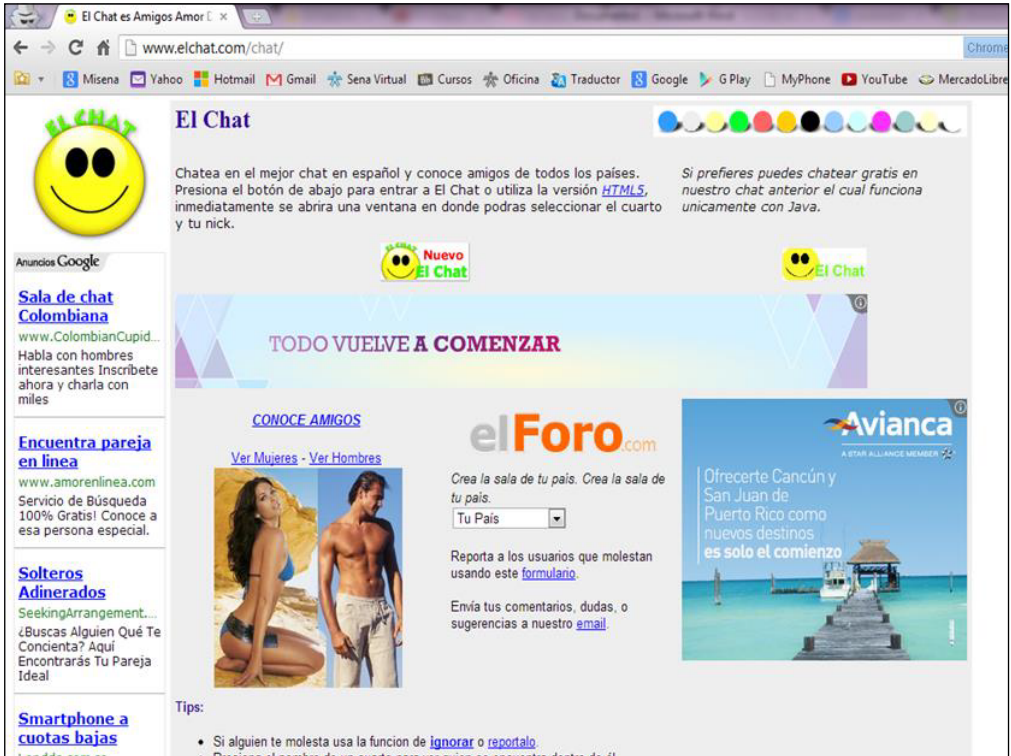 El Chat es Amigos Amor
www.elchat.com/chat/
Chrome
Misena Yahoo Hotmail Gmail Sena Virtual Cursos Oficina Traductor Google G Play MyPhone YouTube MercadoLibre
EL CHAT
El Chat
Chatea en el mejor chat en español y conoce amigos de todos los países.
Presiona el botón de abajo para entrar a El Chat o utiliza la versión HTML5,
inmediatamente se abrira una ventana en donde podras seleccionar el cuarto
y tu nick.
Si prefieres puedes chatear gratis en
nuestro chat anterior el cual funciona
unicamente con Java.
EL CHAT
Nuevo
El Chat
El Chat
Anuncios Google
Sala de chat
Colombiana
www.ColombianCupid...
Habla con hombres
interesantes Inscríbete
ahora y charla con
miles
Encuentra pareja
en linea
www.amorenlinea.com
Servicio de Búsqueda
100% Gratis! Conoce a
esa persona especial.
Solteros
Adinerados
SeekingArrangement....
¿Buscas Alguien Qué Te
Concienta? Aquí
Encontrarás Tu Pareja
Ideal
Smartphone a
cuotas bajas
TODO VUELVE A COMENZAR
CONOCE AMIGOS
Ver Mujeres - Ver Hombres
elForo.com
Crea la sala de tu país. Crea la sala de
tu país.
Tu País
Reporta a los usuarios que molestan
usando este formulario.
Envía tus comentarios, dudas, o
sugerencias a nuestro email.
Avianca
A STAR ALLIANCE MEMBER
Ofrecerte Cancún y
San Juan de
Puerto Rico como
nuevos destinos
es solo el comienzo
Tips:
Si alguien te molesta usa la funcion de ignorar o reportalo.